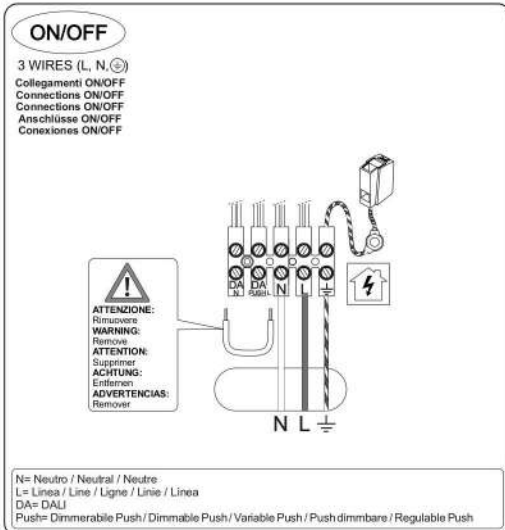 ON/OFF
3 WIRES (L, N, ⏚)
Collegamenti ON/OFF
Connections ON/OFF
Connections ON/OFF
Anschlüsse ON/OFF
Conexiones ON/OFF
DA N
DA PUSH L
N
L
⏚
ATTENZIONE:
Rimuovere
WARNING:
Remove
ATTENTION:
Supprimer
ACHTUNG:
Entfernen
ADVERTENCIAS:
Remover
N L ⏚
N= Neutro / Neutral / Neutre
L= Linea / Line / Ligne / Linie / Línea
DA= DALI
Push= Dimmerabile Push / Dimmable Push / Variable Push / Push dimmbare / Regulable Push